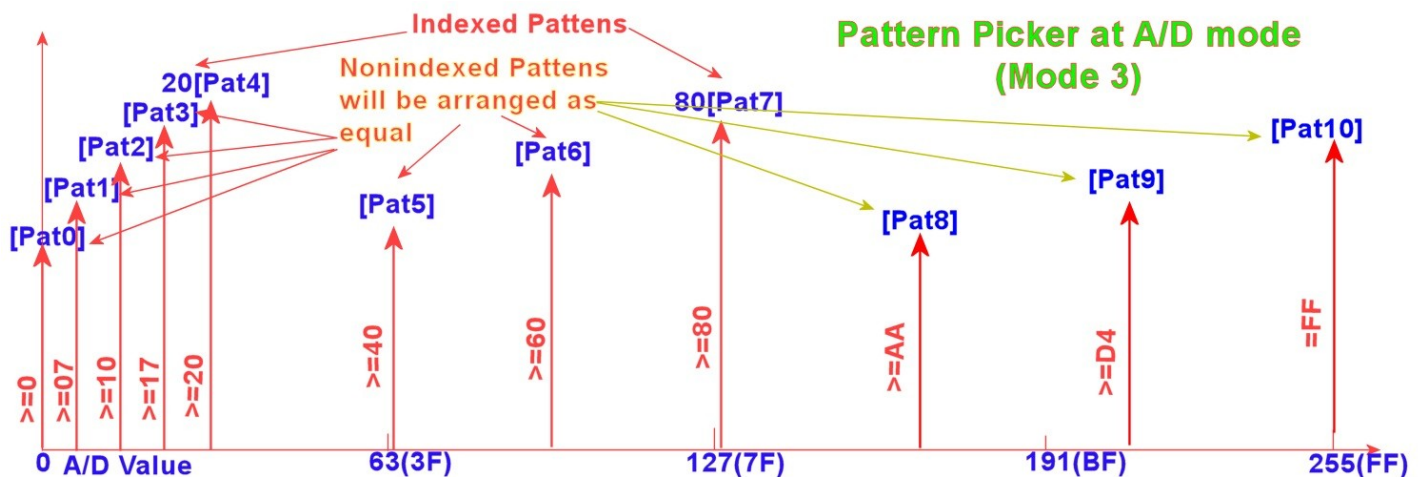 Indexed Pattens
Pattern Picker at A/D mode
(Mode 3)
Nonindexed Pattens
will be arranged as
equal
20[Pat4]
80[Pat7]
[Pat3]
[Pat10]
[Pat2]
[Pat6]
[Pat1]
[Pat9]
[Pat5]
[Pat8]
[Pat0]
>=0
>=07
>=10
>=17
>=20
>=40
>=60
>=80
>=AA
>=D4
=FF
0
A/D Value
63(3F)
127(7F)
191(BF)
255(FF)